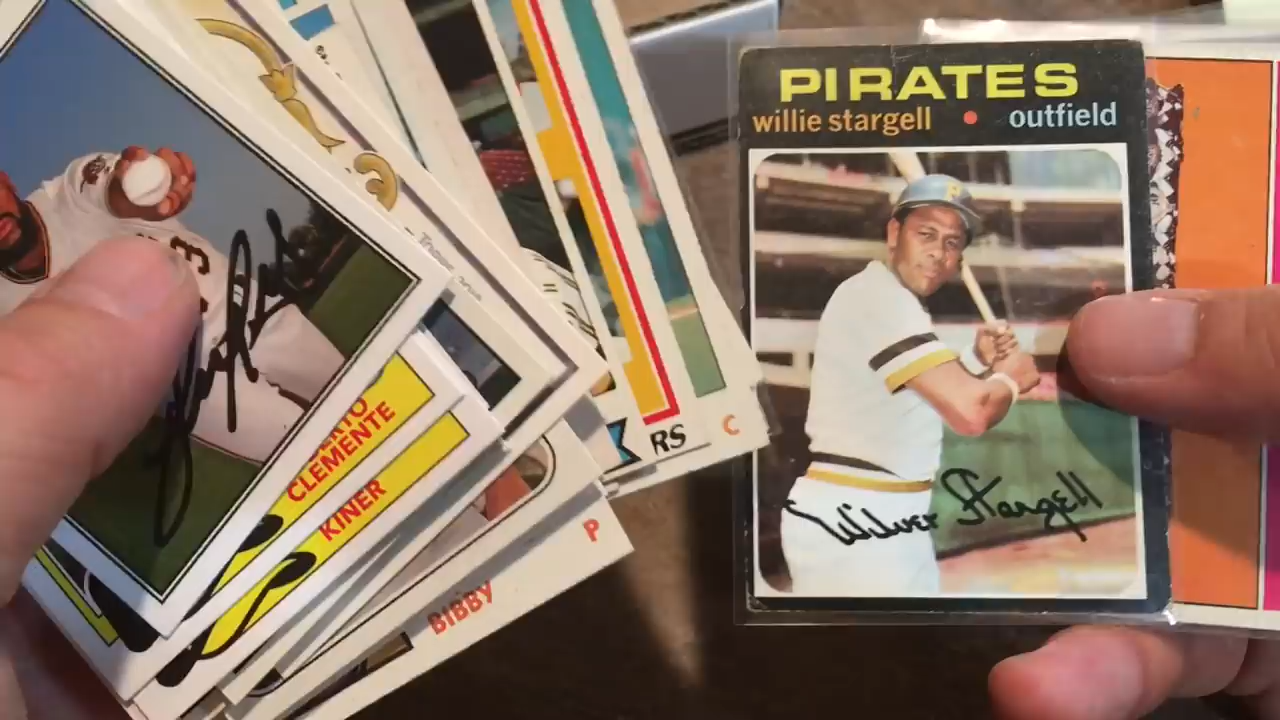 PIRATES
willie stargell • outfield
Wilver Stargell
CLEMENTE
KINER
BIBBY
P
RS
C